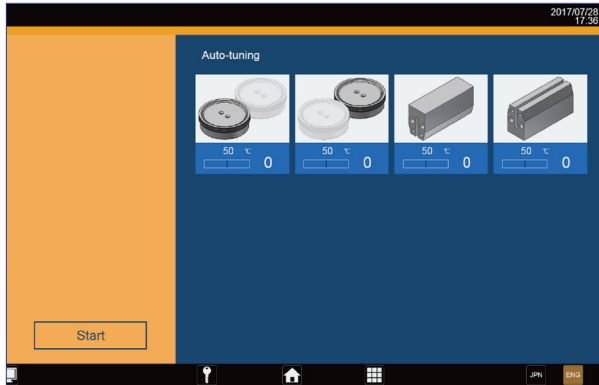 2017/07/28
17:36
Auto-tuning
50 ℃ 50 ℃ 50 ℃ 50 ℃
0 0 0 0
Start
JPN ENG